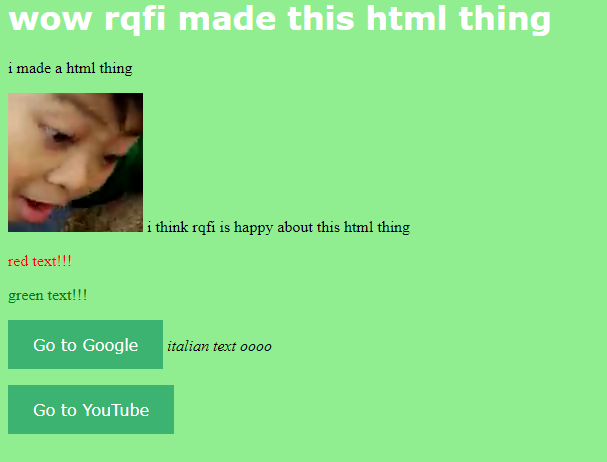 wow rqfi made this html thing
i made a html thing
i think rqfi is happy about this html thing
red text!!!
green text!!!
Go to Google italian text oooo
Go to YouTube